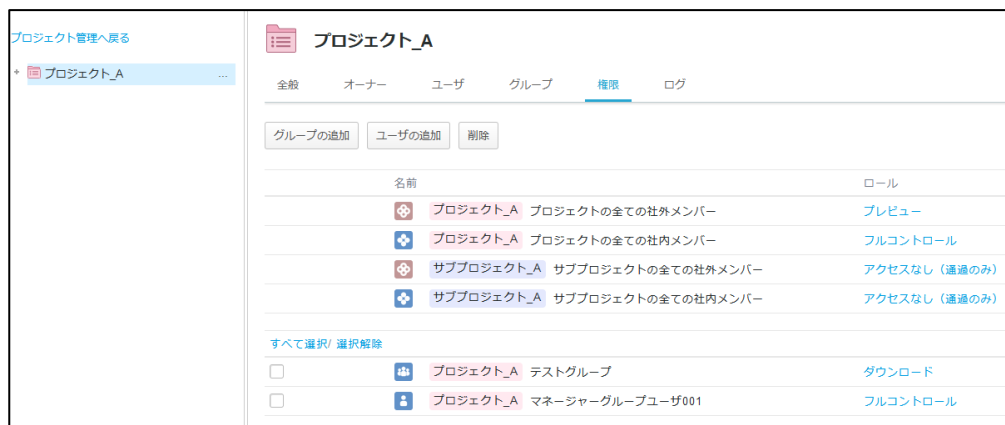 プロジェクト管理へ戻る
プロジェクト_A ...
プロジェクト_A
全般 オーナー ユーザ グループ 権限 ログ
グループの追加 ユーザの追加 削除
名前 ロール
プロジェクト_A プロジェクトの全ての社外メンバー プレビュー
プロジェクト_A プロジェクトの全ての社内メンバー フルコントロール
サブプロジェクト_A サブプロジェクトの全ての社外メンバー アクセスなし（通過のみ）
サブプロジェクト_A サブプロジェクトの全ての社内メンバー アクセスなし（通過のみ）
すべて選択/ 選択解除
プロジェクト_A テストグループ ダウンロード
プロジェクト_A マネージャーグループユーザ001 フルコントロール